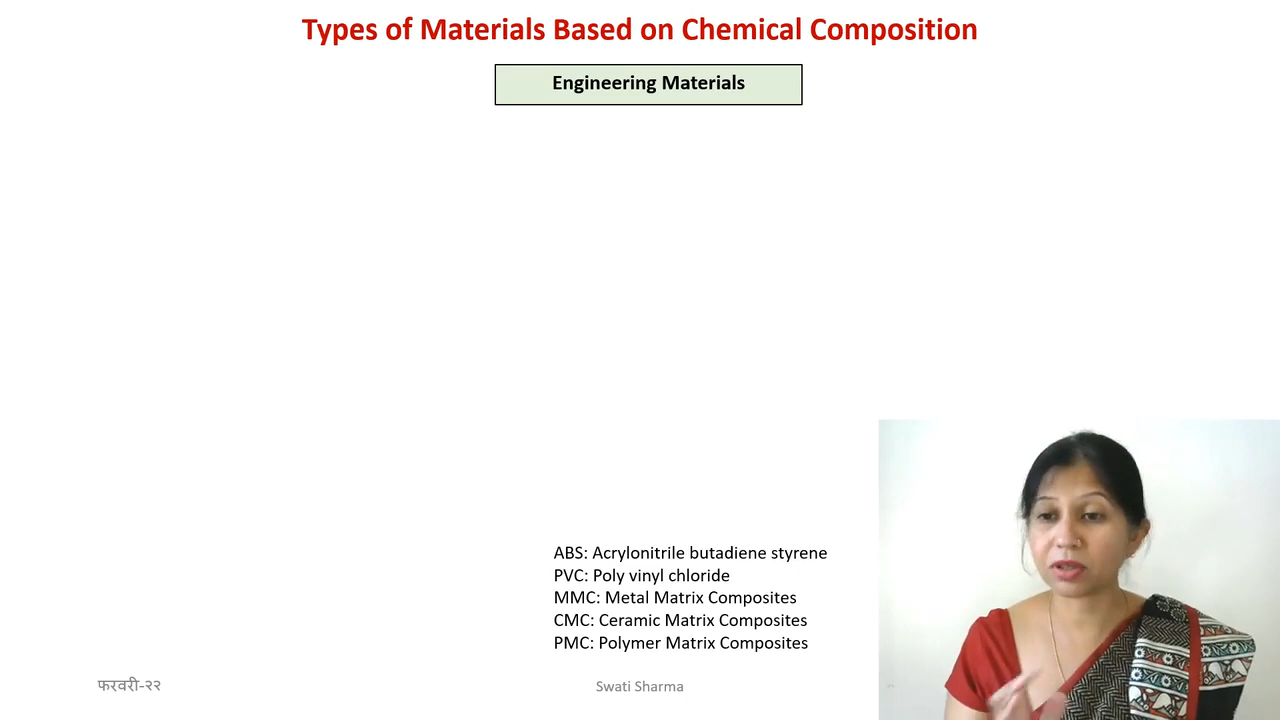 Types of Materials Based on Chemical Composition
Engineering Materials
ABS: Acrylonitrile butadiene styrene
PVC: Poly vinyl chloride
MMC: Metal Matrix Composites
CMC: Ceramic Matrix Composites
PMC: Polymer Matrix Composites
फरवरी-२२
Swati Sharma